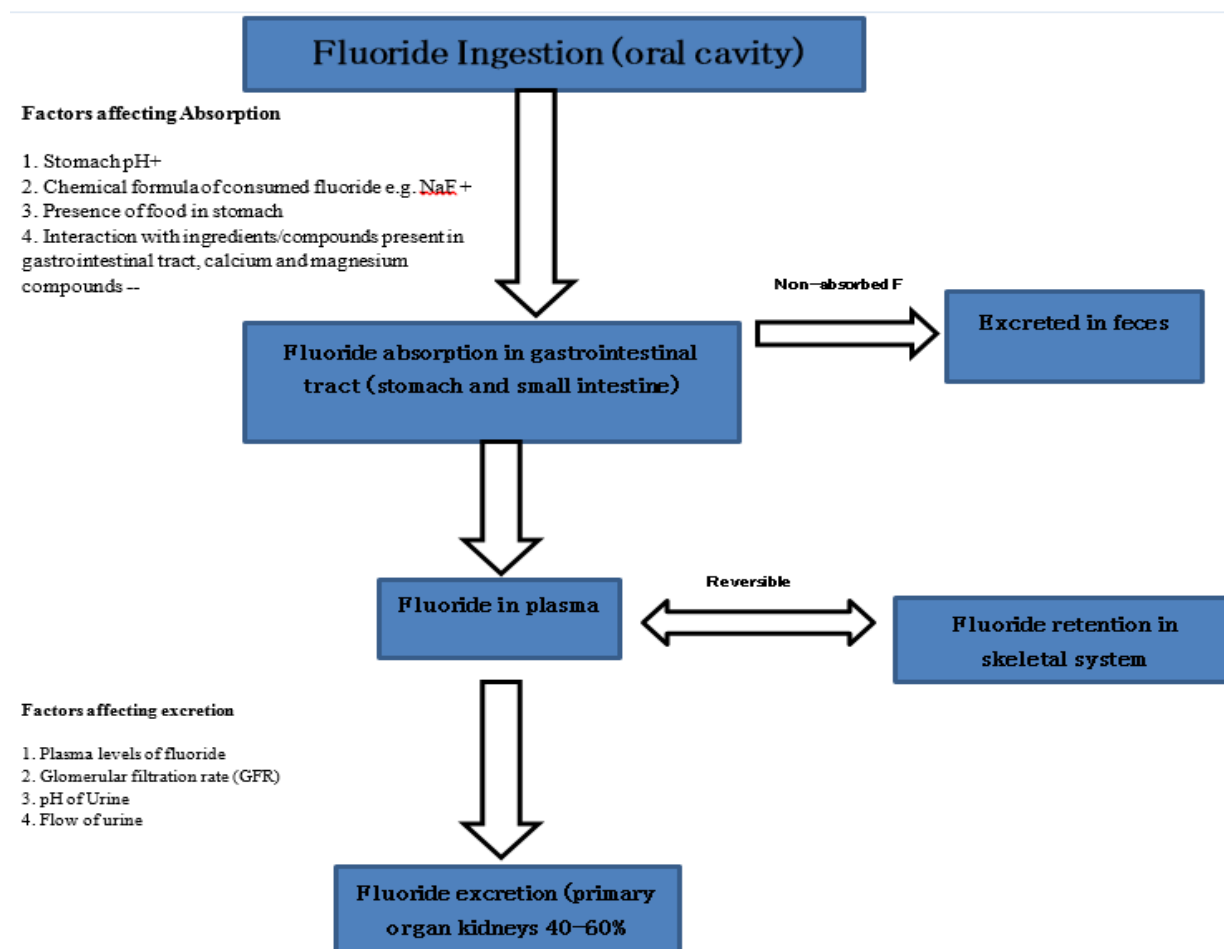 Fluoride Ingestion (oral cavity)
Factors affecting Absorption
1. Stomach pH+
2. Chemical formula of consumed fluoride e.g. NaF +
3. Presence of food in stomach
4. Interaction with ingredients/compounds present in
gastrointestinal tract, calcium and magnesium
compounds --
Non-absorbed F
Excreted in feces
Fluoride absorption in gastrointestinal
tract (stomach and small intestine)
Fluoride in plasma
Reversible
Fluoride retention in
skeletal system
Factors affecting excretion
1. Plasma levels of fluoride
2. Glomerular filtration rate (GFR)
3. pH of Urine
4. Flow of urine
Fluoride excretion (primary
organ kidneys 40-60%